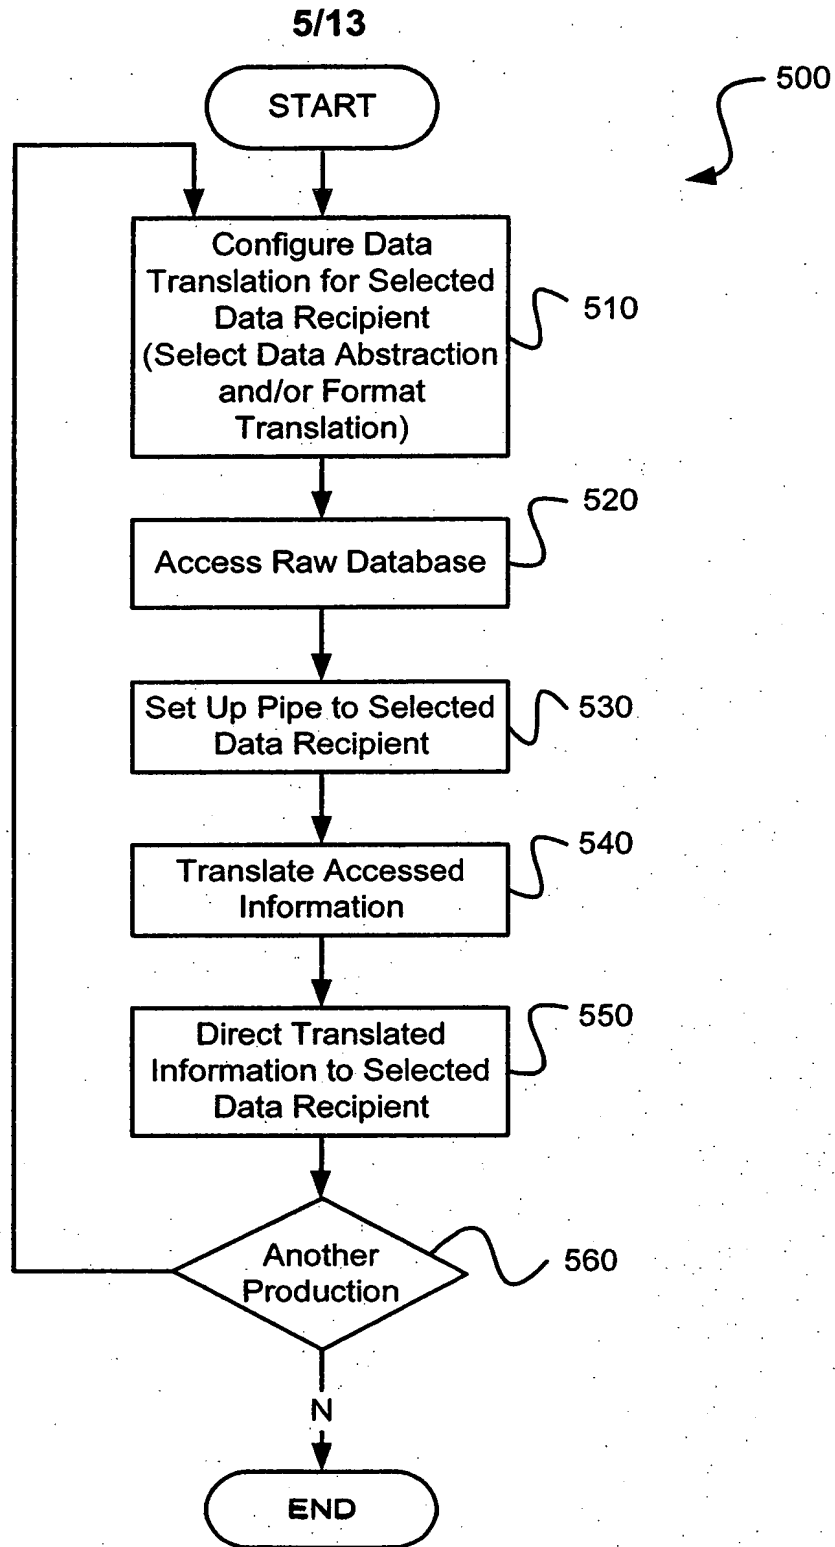 5/13
START
500
Configure Data
Translation for Selected
Data Recipient
(Select Data Abstraction
and/or Format
Translation)
510
Access Raw Database
520
Set Up Pipe to Selected
Data Recipient
530
Translate Accessed
Information
540
Direct Translated
Information to Selected
Data Recipient
550
Another
Production
560
N
END